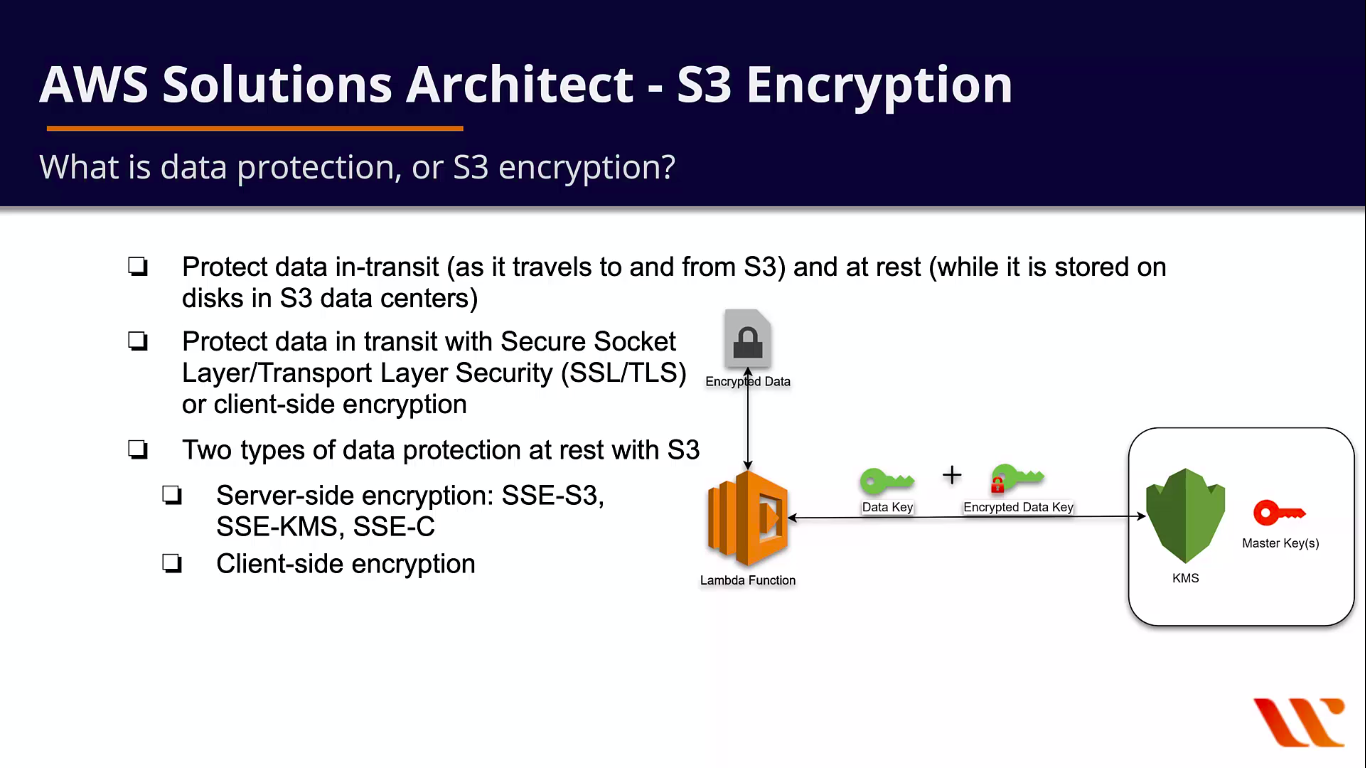 AWS Solutions Architect - S3 Encryption
What is data protection, or S3 encryption?
❏ Protect data in-transit (as it travels to and from S3) and at rest (while it is stored on
disks in S3 data centers)
❏ Protect data in transit with Secure Socket
Layer/Transport Layer Security (SSL/TLS)
or client-side encryption
❏ Two types of data protection at rest with S3
❏ Server-side encryption: SSE-S3,
SSE-KMS, SSE-C
❏ Client-side encryption
Encrypted Data
Lambda Function
Data Key
+
Encrypted Data Key
KMS
Master Key(s)